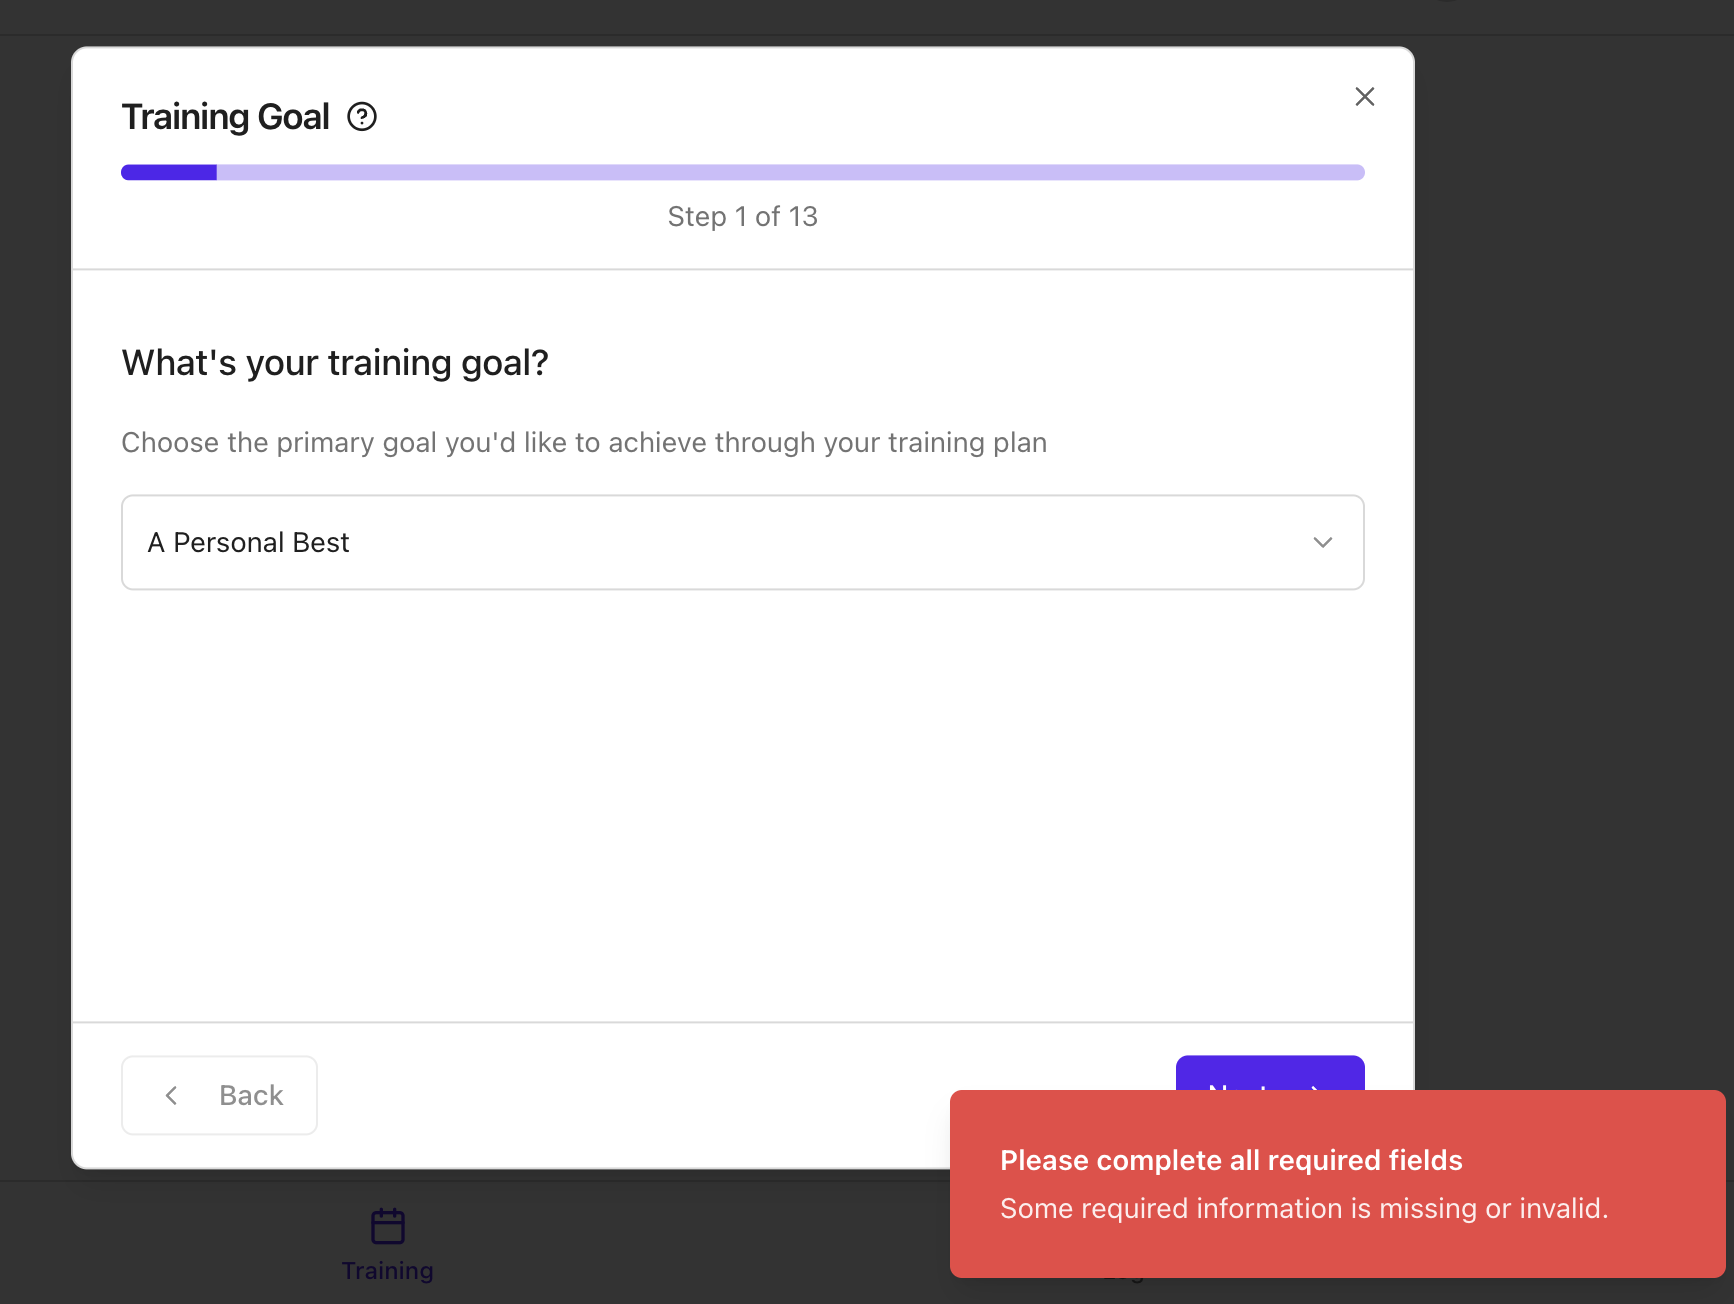 Training Goal
Step 1 of 13
What's your training goal?
Choose the primary goal you'd like to achieve through your training plan
A Personal Best
Back
Please complete all required fields
Some required information is missing or invalid.
Training